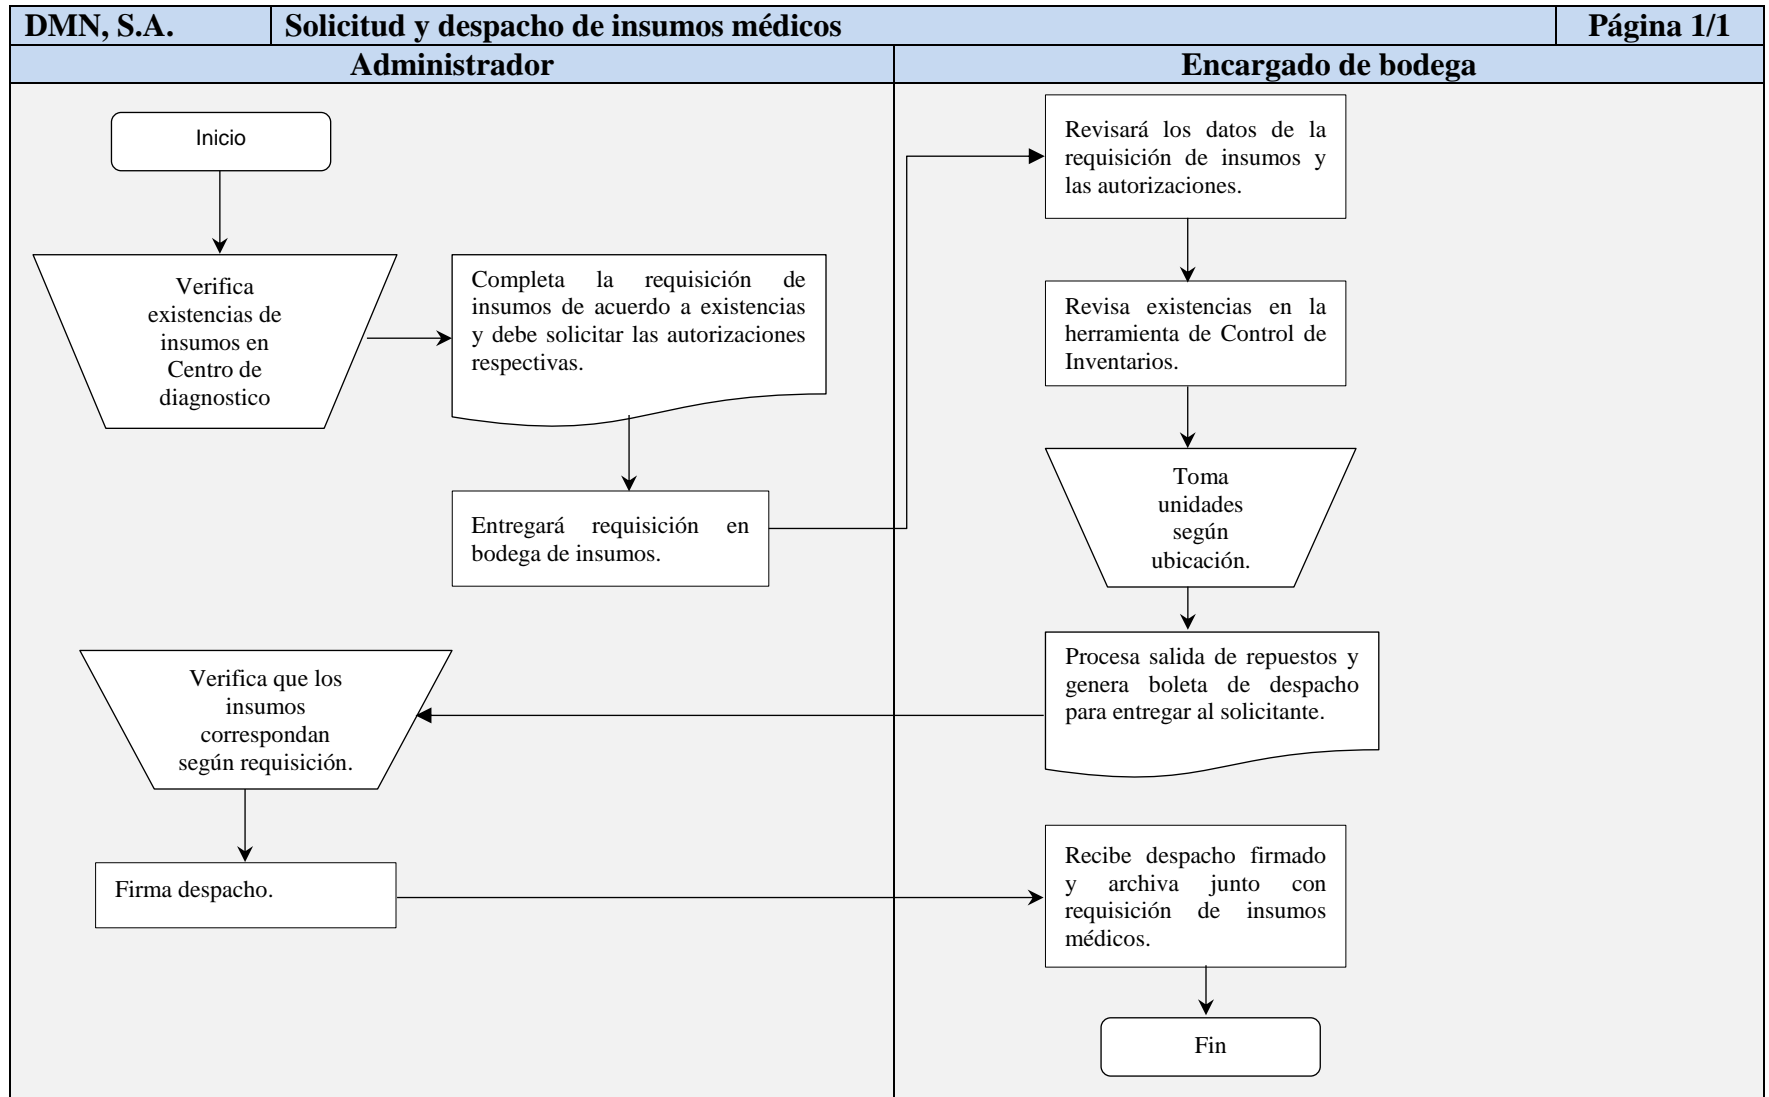 DMN, S.A. Solicitud y despacho de insumos médicos Página 1/1
Administrador Encargado de bodega
Inicio
Verifica
existencias de
insumos en
Centro de
diagnostico
Completa la requisición de
insumos de acuerdo a existencias
y debe solicitar las autorizaciones
respectivas.
Entregará requisición en
bodega de insumos.
Revisará los datos de la
requisición de insumos y
las autorizaciones.
Revisa existencias en la
herramienta de Control de
Inventarios.
Toma
unidades
según
ubicación.
Procesa salida de repuestos y
genera boleta de despacho
para entregar al solicitante.
Verifica que los
insumos
correspondan
según requisición.
Firma despacho.
Recibe despacho firmado
y archiva junto con
requisición de insumos
médicos.
Fin